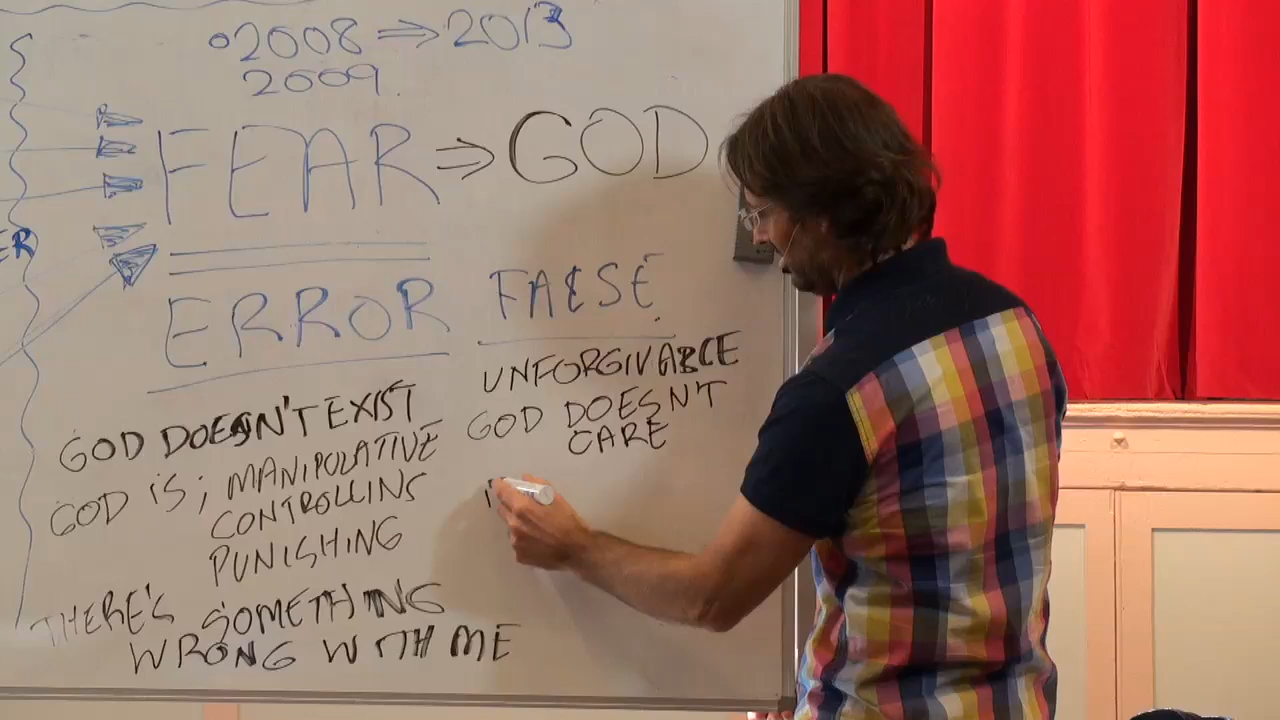 2008 ⇒ 2013
2009.
FEAR ⇒ GOD
ER
ERROR
FALSE
UNFORGIVABLE
GOD DOESN'T
CARE
GOD DOESN'T EXIST
GOD IS; MANIPULATIVE
CONTROLLING
PUNISHING
THERE'S SOMETHING
WRONG WITH ME